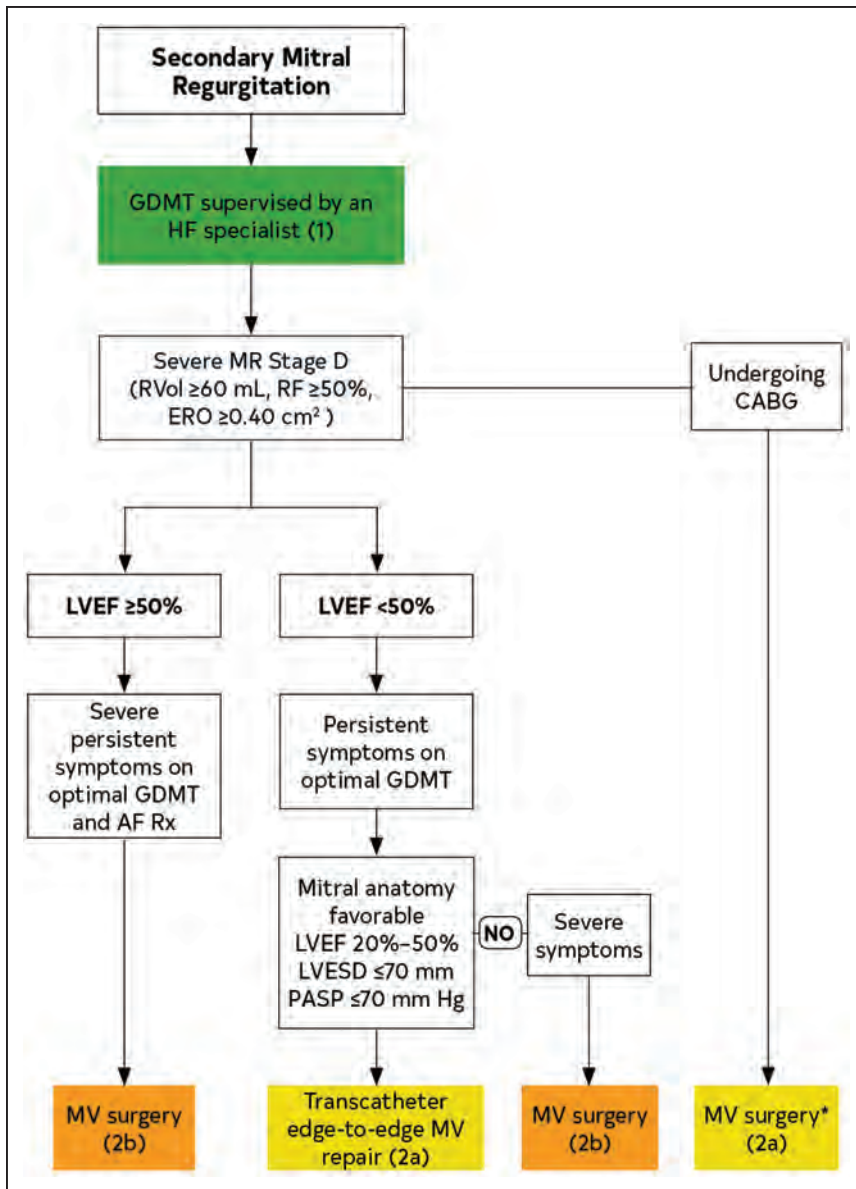 Secondary Mitral
Regurgitation
GDMT supervised by an
HF specialist (1)
Severe MR Stage D
(RVol ≥60 mL, RF ≥50%,
ERO ≥0.40 cm² )
Undergoing
CABG
LVEF ≥50%
LVEF <50%
Severe
persistent
symptoms on
optimal GDMT
and AF Rx
Persistent
symptoms on
optimal GDMT
Mitral anatomy
favorable
LVEF 20%–50%
LVESD ≤70 mm
PASP ≤70 mm Hg
NO
Severe
symptoms
MV surgery
(2b)
Transcatheter
edge-to-edge MV
repair (2a)
MV surgery
(2b)
MV surgery*
(2a)